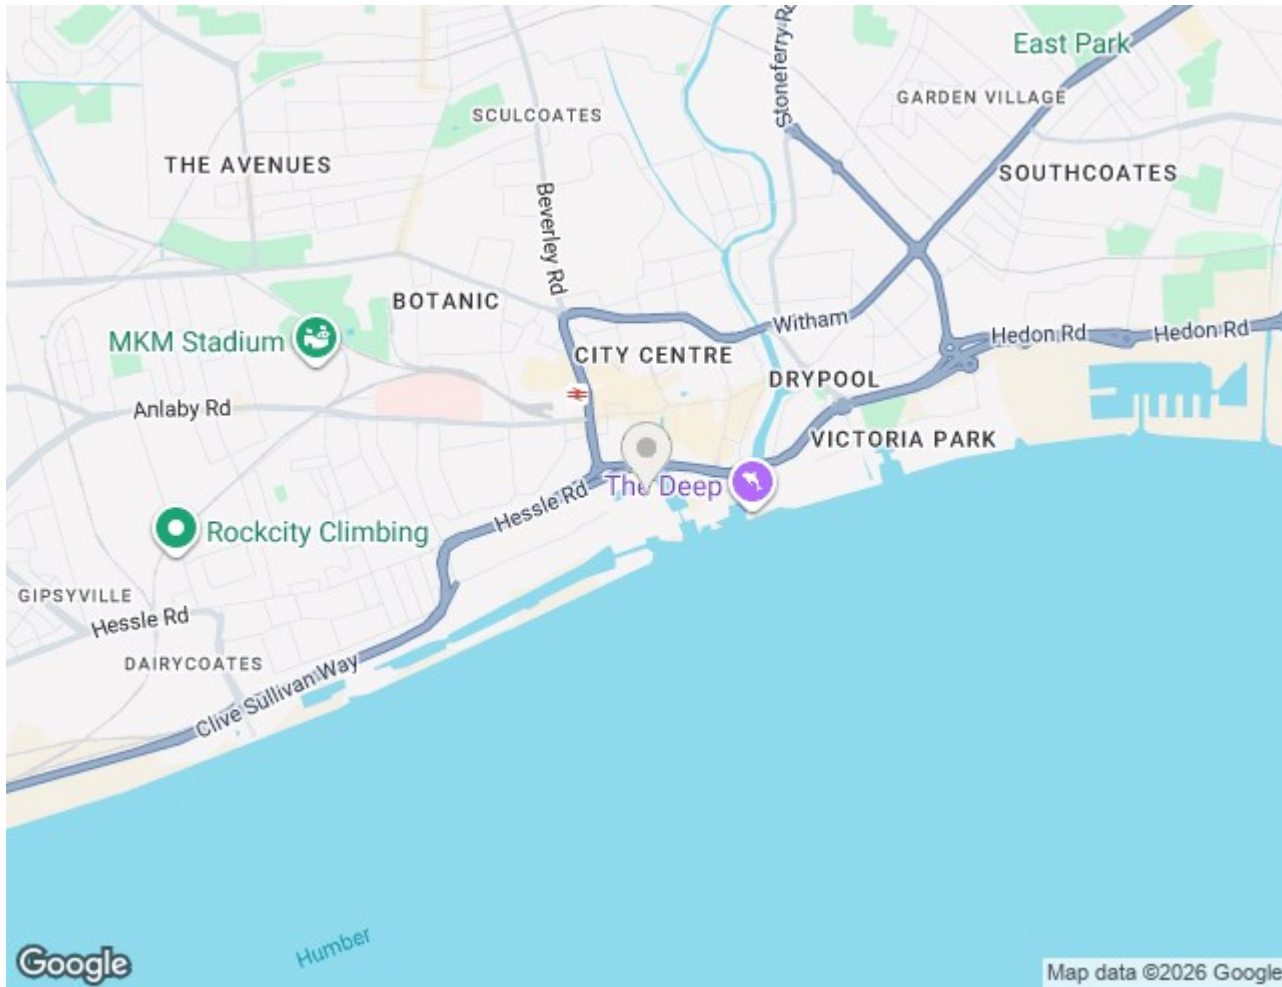 East Park
Stoneferry Rd
GARDEN VILLAGE
SCULCOATES
THE AVENUES
SOUTHCOATES
Beverley Rd
BOTANIC
Witham
Hedon Rd
Hedon Rd
MKM Stadium
CITY CENTRE
DRYPOOL
Anlaby Rd
VICTORIA PARK
The Deep
Hessle Rd
Rockcity Climbing
GIPSYVILLE
Hessle Rd
DAIRYCOATES
Clive Sullivan Way
Humber
Google
Map data ©2026 Google